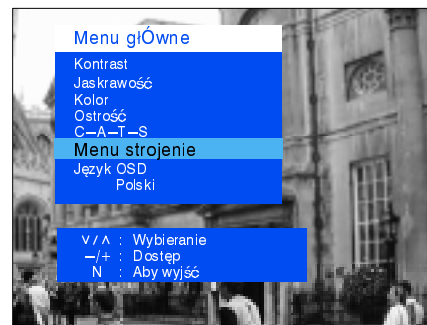 Menu głÓwne
Kontrast
Jaskrawość
Kolor
Ostrość
C–A–T–S
Menu strojenie
Język OSD
Polski
∨/∧ : Wybieranie
–/+ : Dostęp
N : Aby wyjść